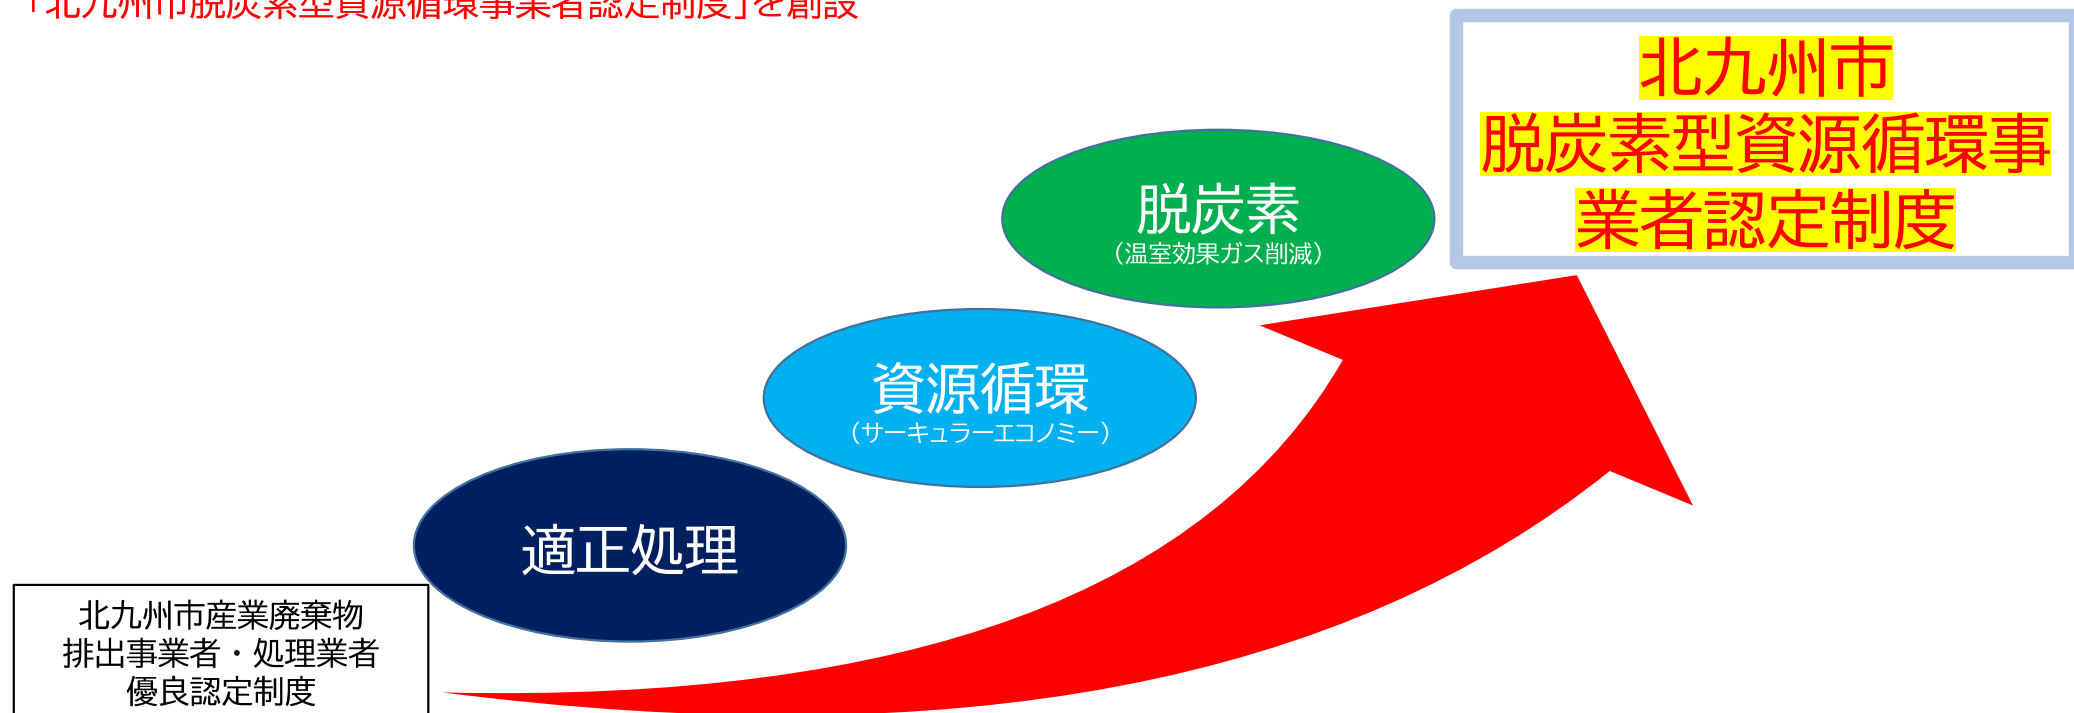 「北九州市脱炭素型資源循環事業者認定制度」を創設
北九州市
脱炭素型資源循環事
業者認定制度
脱炭素
（温室効果ガス削減）
資源循環
（サーキュラーエコノミー）
適正処理
北九州市産業廃棄物
排出事業者・処理業者
優良認定制度